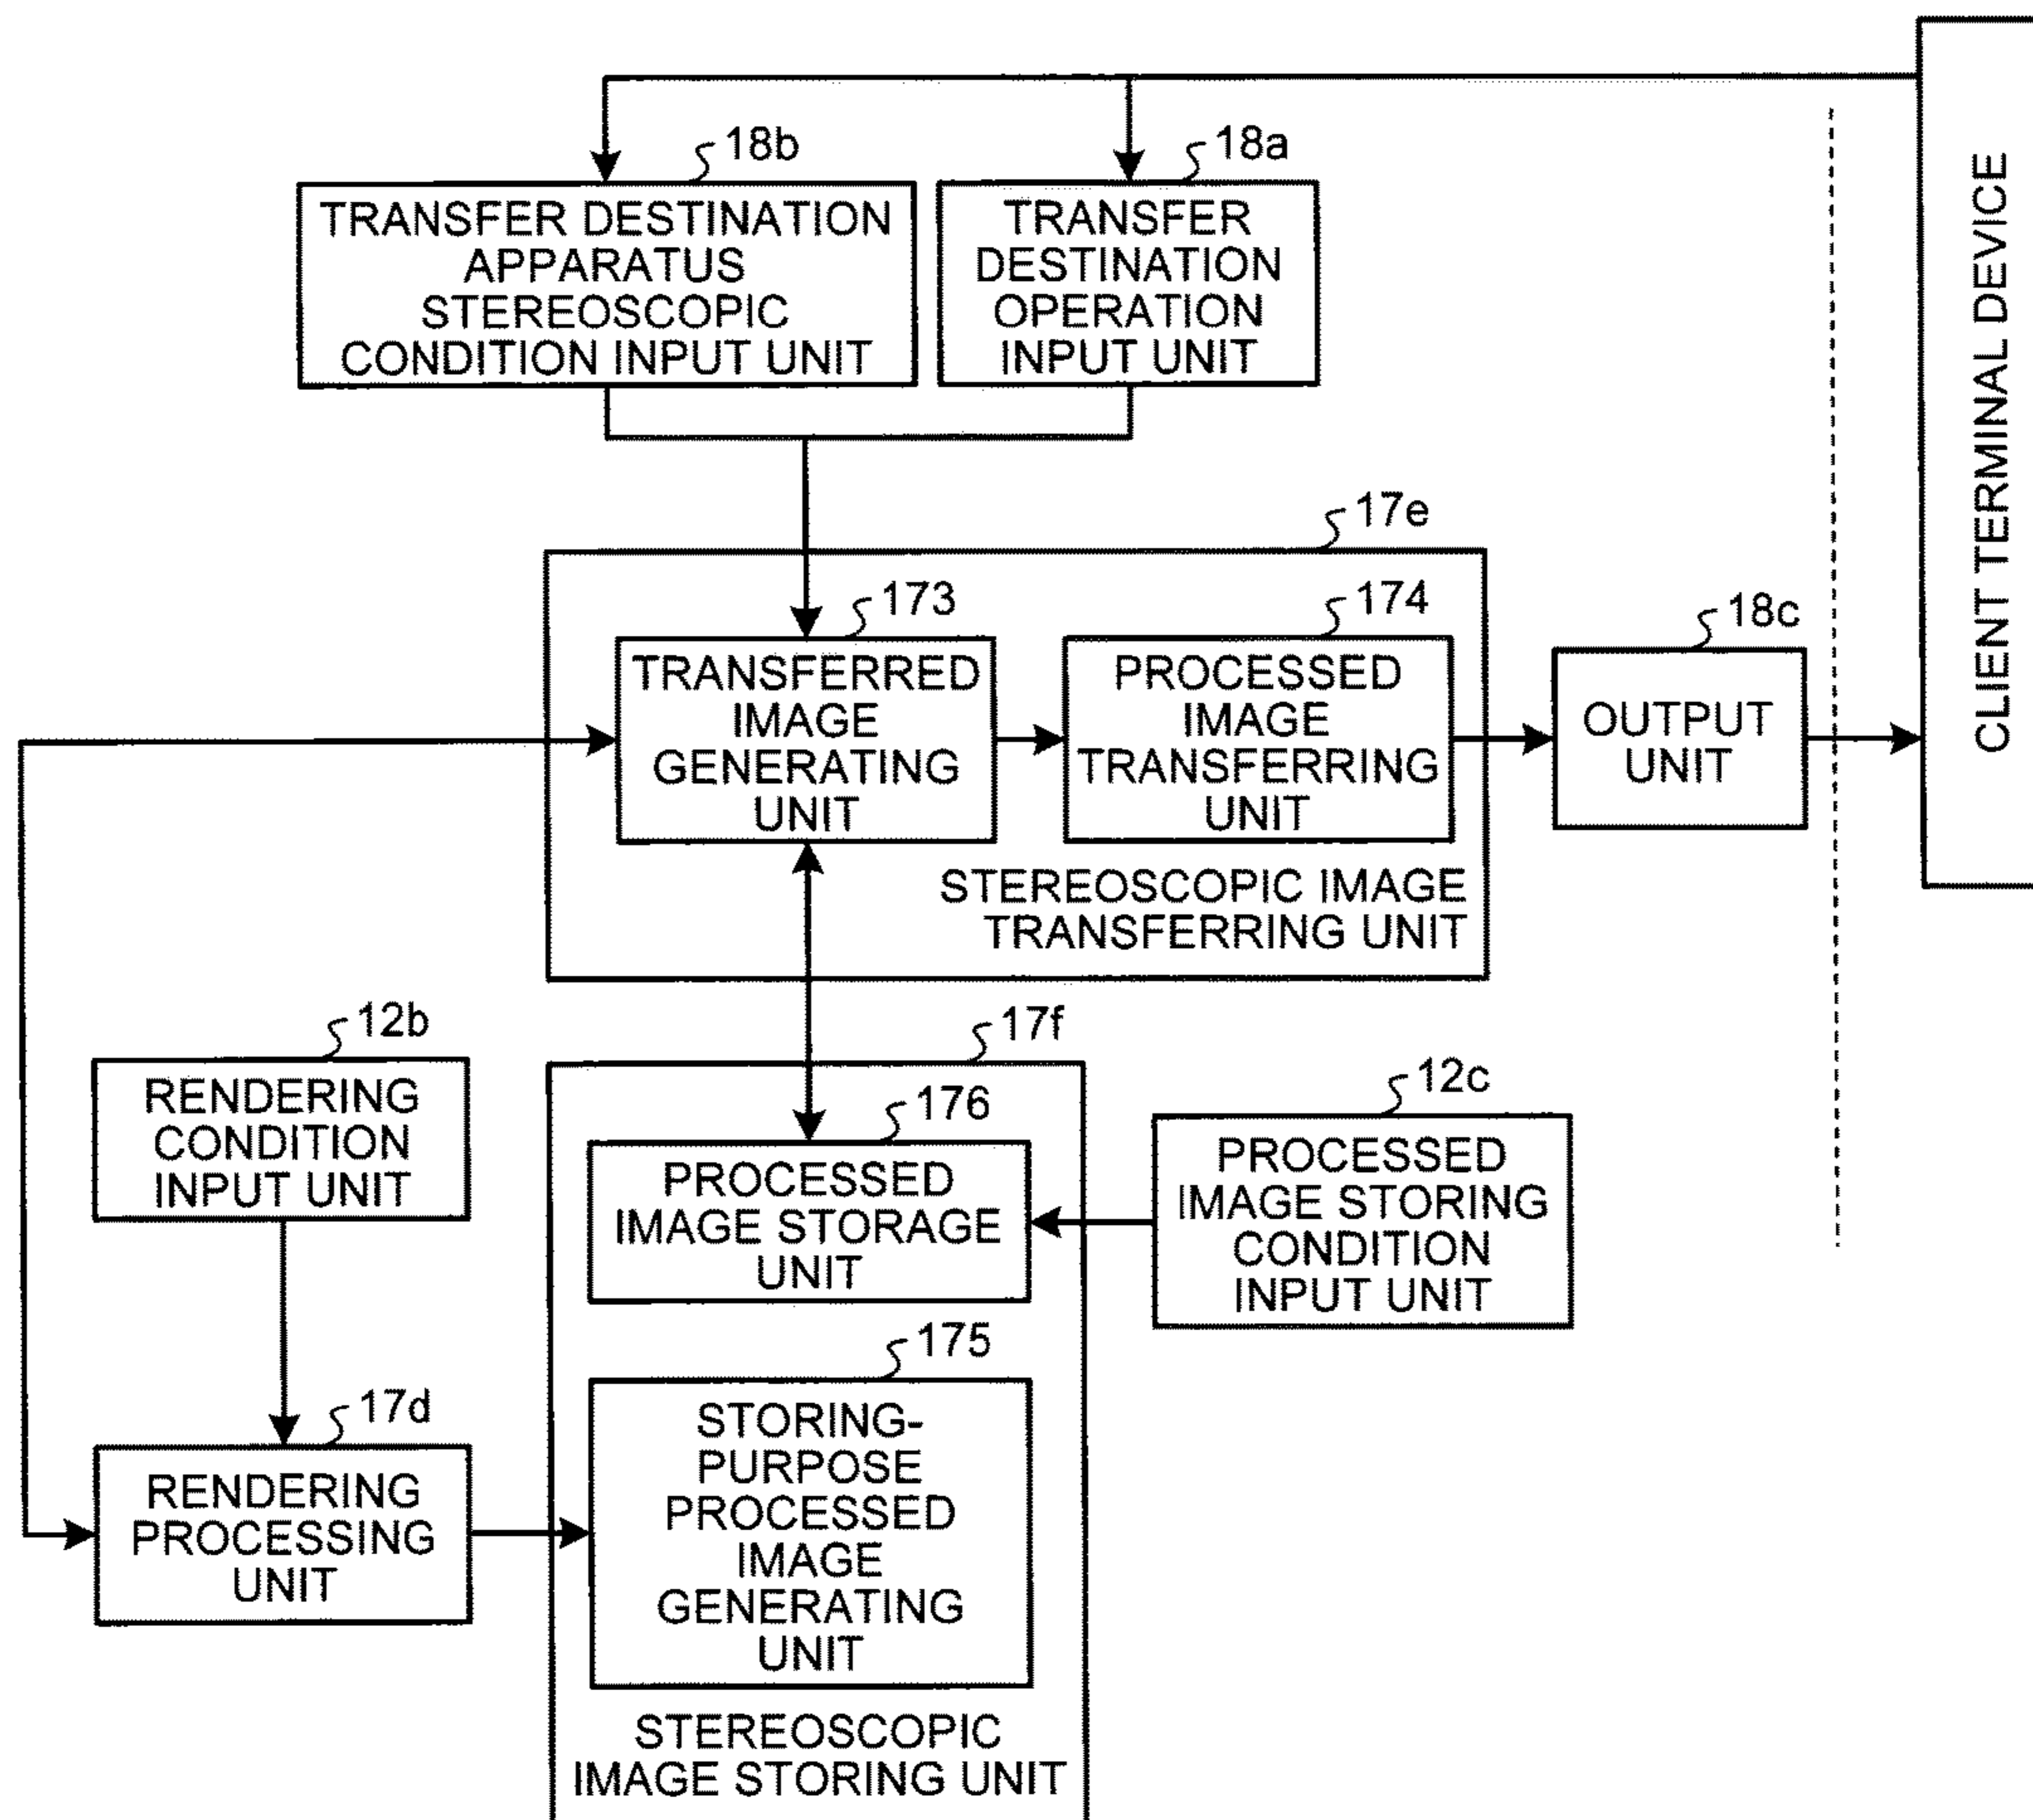 18b
18a
TRANSFER DESTINATION
APPARATUS
STEREOSCOPIC
CONDITION INPUT UNIT
TRANSFER
DESTINATION
OPERATION
INPUT UNIT
CLIENT TERMINAL DEVICE
17e
173
174
18c
TRANSFERRED
IMAGE
GENERATING
UNIT
PROCESSED
IMAGE
TRANSFERRING
UNIT
OUTPUT
UNIT
STEREOSCOPIC IMAGE
TRANSFERRING UNIT
12b
17f
12c
RENDERING
CONDITION
INPUT UNIT
176
PROCESSED
IMAGE STORAGE
UNIT
PROCESSED
IMAGE STORING
CONDITION
INPUT UNIT
175
17d
STORING-
PURPOSE
PROCESSED
IMAGE
GENERATING
UNIT
RENDERING
PROCESSING
UNIT
STEREOSCOPIC
IMAGE STORING UNIT